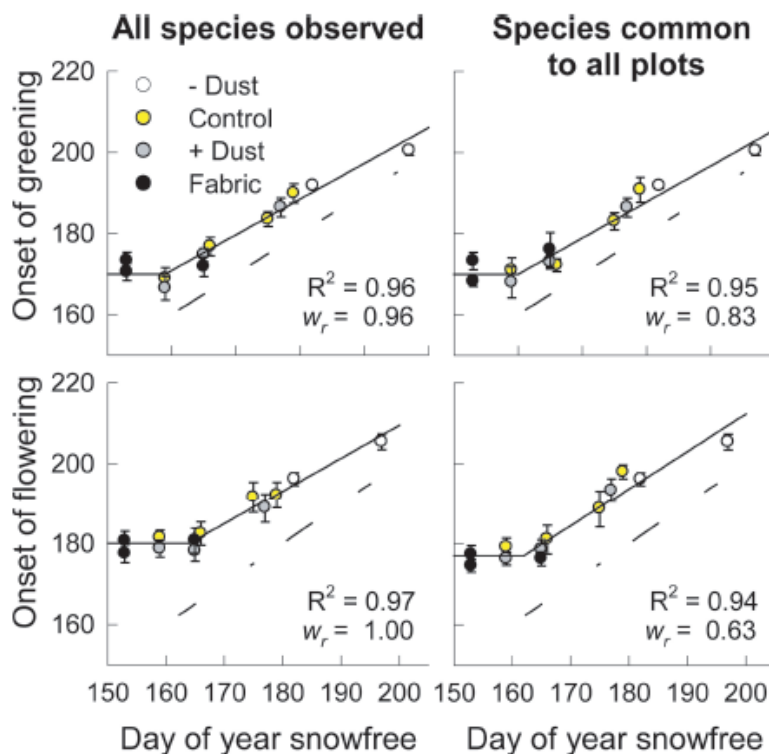 All species observed
Species common
to all plots
Onset of greening
220
200
180
160
- Dust
Control
+ Dust
Fabric
R² = 0.96
wᵣ = 0.96
R² = 0.95
wᵣ = 0.83
Onset of flowering
220
200
180
160
R² = 0.97
wᵣ = 1.00
R² = 0.94
wᵣ = 0.63
150 160 170 180 190 200
150 160 170 180 190 200
Day of year snowfree
Day of year snowfree